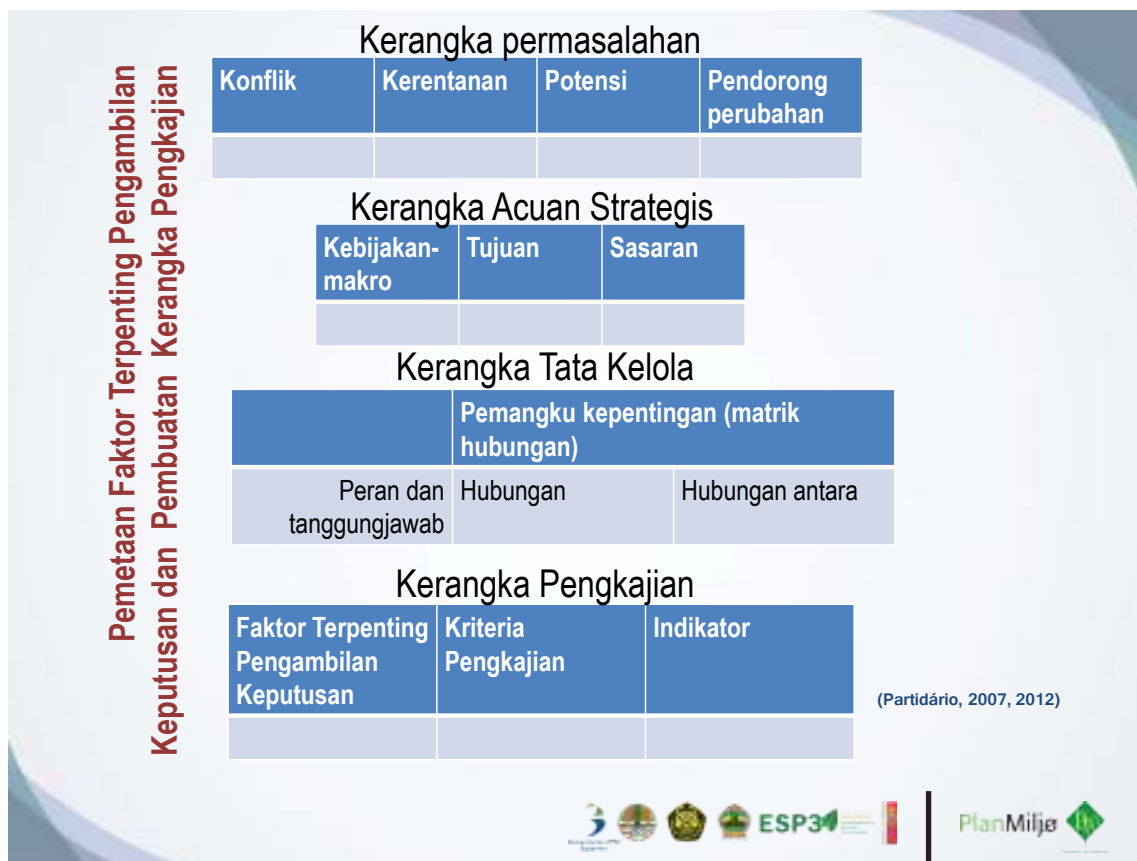 Pemetaan Faktor Terpenting Pengambilan
Keputusan dan Pembuatan Kerangka Pengkajian
Kerangka permasalahan
Konflik Kerentanan Potensi Pendorong
perubahan
Kerangka Acuan Strategis
Kebijakan- Tujuan Sasaran
makro
Kerangka Tata Kelola
Pemangku kepentingan (matrik
hubungan)
Peran dan Hubungan Hubungan antara
tanggungjawab
Kerangka Pengkajian
Faktor Terpenting Kriteria Indikator
Pengambilan Pengkajian
Keputusan
(Partidário, 2007, 2012)
ESP3
PlanMiljø